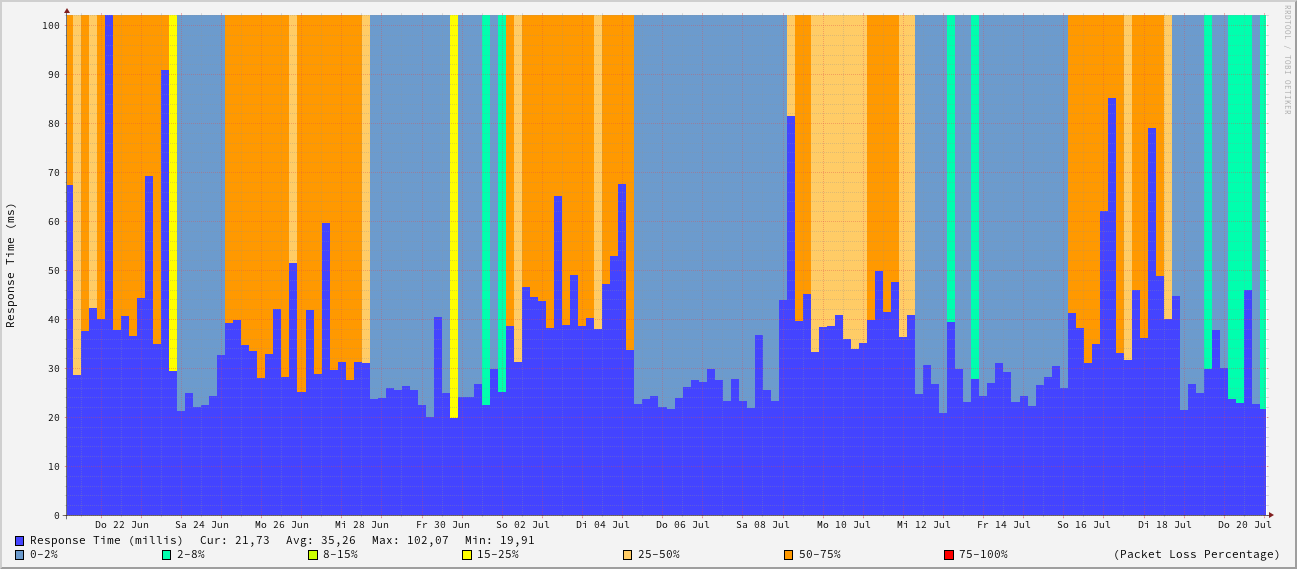 RRDTOOL / TOBI OETIKER
Response Time (ms)
100
90
80
70
60
50
40
30
20
10
0
Do 22 Jun Sa 24 Jun Mo 26 Jun Mi 28 Jun Fr 30 Jun So 02 Jul Di 04 Jul Do 06 Jul Sa 08 Jul Mo 10 Jul Mi 12 Jul Fr 14 Jul So 16 Jul Di 18 Jul Do 20 Jul
Response Time (millis) Cur: 21,73 Avg: 35,26 Max: 102,07 Min: 19,91
0-2% 2-8% 8-15% 15-25% 25-50% 50-75% 75-100% (Packet Loss Percentage)